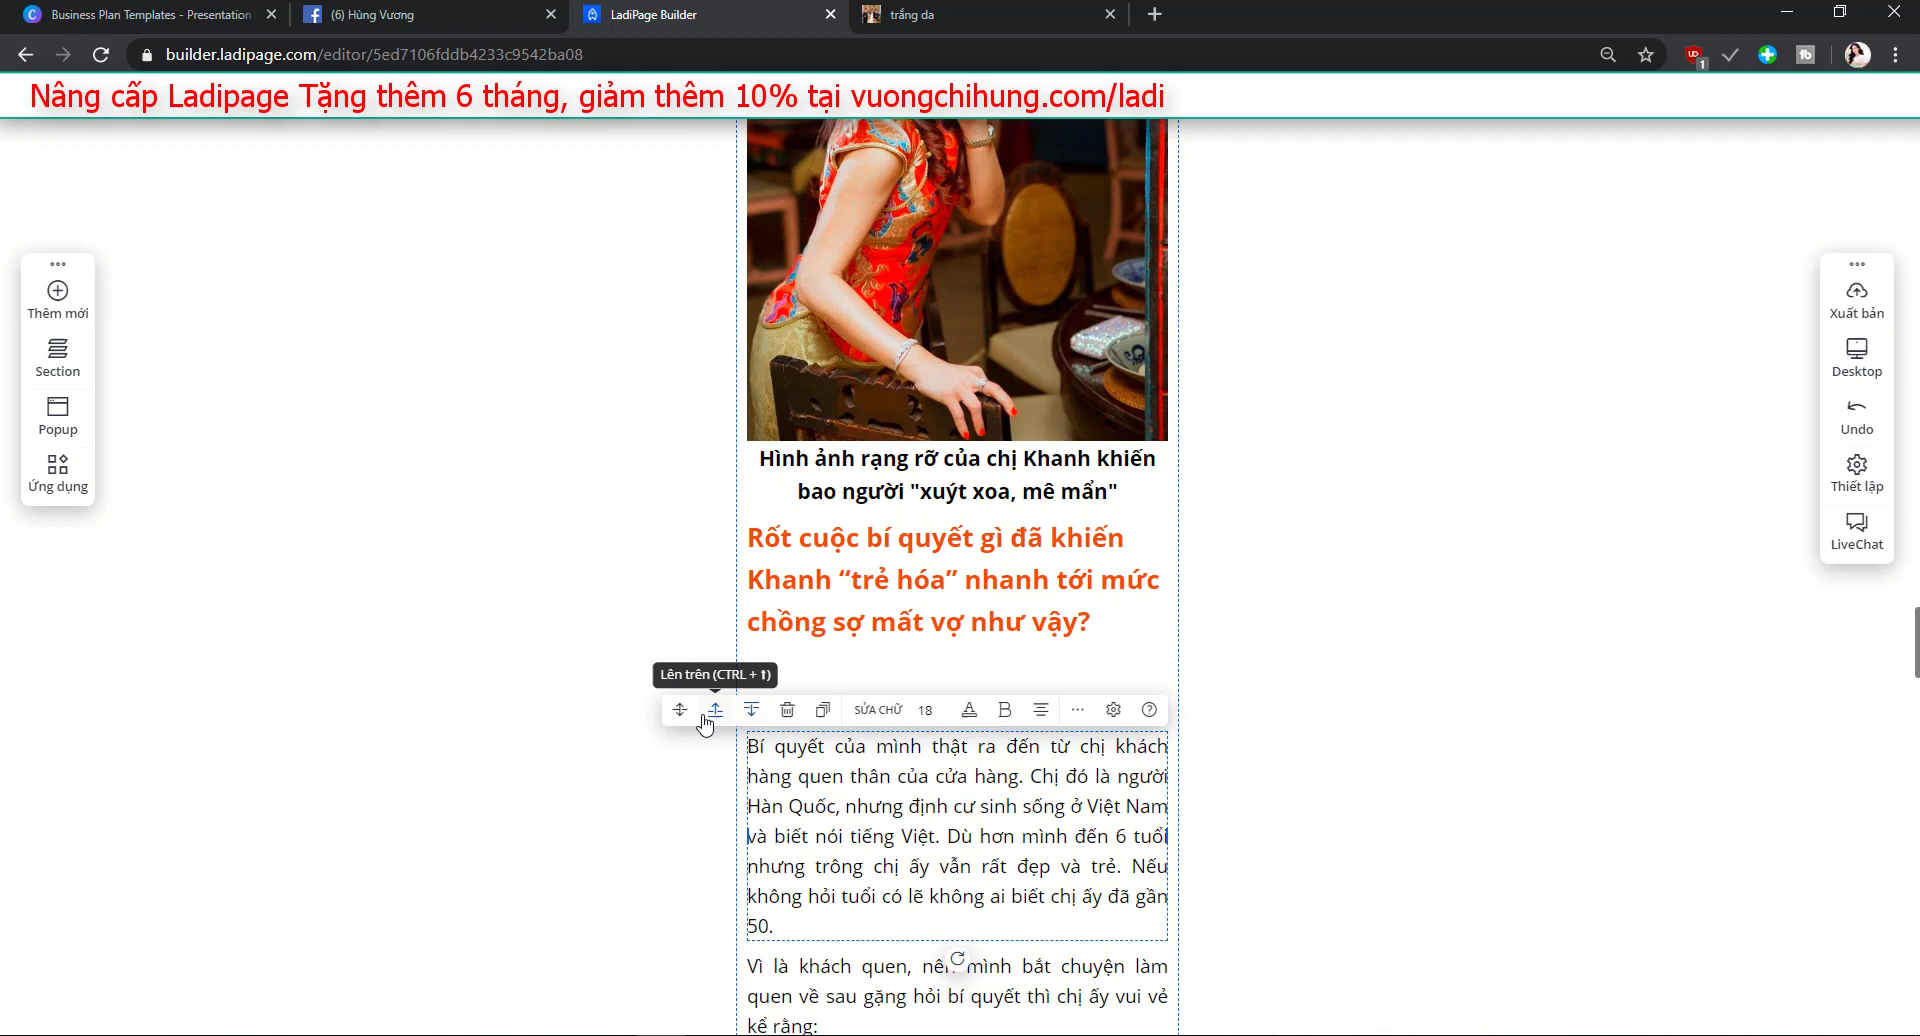 Business Plan Templates - Presentation
(6) Hùng Vương
LadiPage Builder
trắng da
builder.ladipage.com/editor/5ed7106fddb4233c9542ba08
1
Nâng cấp Ladipage Tặng thêm 6 tháng, giảm thêm 10% tại vuongchihung.com/ladi
Thêm mới
Section
Popup
Ứng dụng
Xuất bản
Desktop
Undo
Thiết lập
LiveChat
Hình ảnh rạng rỡ của chị Khanh khiến
bao người "xuýt xoa, mê mẩn"
Rốt cuộc bí quyết gì đã khiến
Khanh “trẻ hóa” nhanh tới mức
chồng sợ mất vợ như vậy?
Lên trên (CTRL + ⬆)
SỬA CHỮ 18
Bí quyết của mình thật ra đến từ chị khách
hàng quen thân của cửa hàng. Chị đó là người
Hàn Quốc, nhưng định cư sinh sống ở Việt Nam
và biết nói tiếng Việt. Dù hơn mình đến 6 tuổi
nhưng trông chị ấy vẫn rất đẹp và trẻ. Nếu
không hỏi tuổi có lẽ không ai biết chị ấy đã gần
50.
Vì là khách quen, nên mình bắt chuyện làm
quen về sau gặng hỏi bí quyết thì chị ấy vui vẻ
kể rằng: